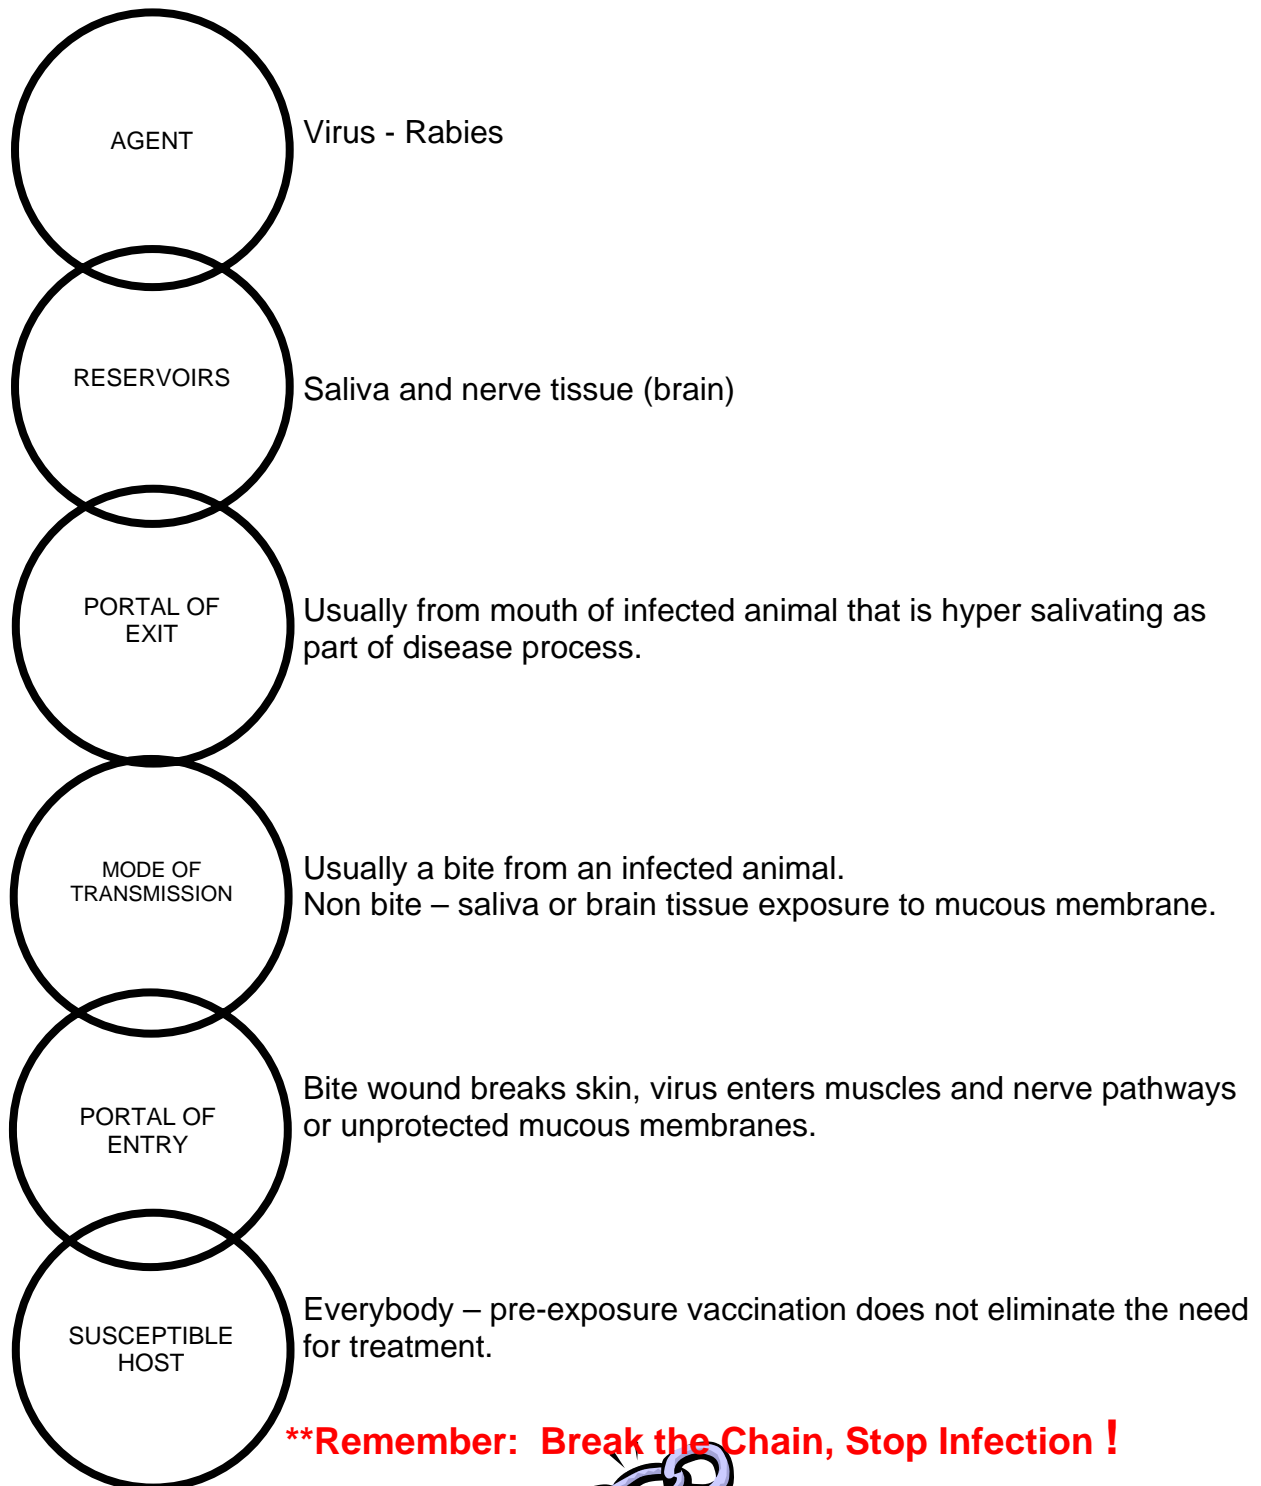 AGENT
Virus - Rabies
RESERVOIRS
Saliva and nerve tissue (brain)
PORTAL OF
EXIT
Usually from mouth of infected animal that is hyper salivating as
part of disease process.
MODE OF
TRANSMISSION
Usually a bite from an infected animal.
Non bite – saliva or brain tissue exposure to mucous membrane.
PORTAL OF
ENTRY
Bite wound breaks skin, virus enters muscles and nerve pathways
or unprotected mucous membranes.
SUSCEPTIBLE
HOST
Everybody – pre-exposure vaccination does not eliminate the need
for treatment.
**Remember: Break the Chain, Stop Infection !